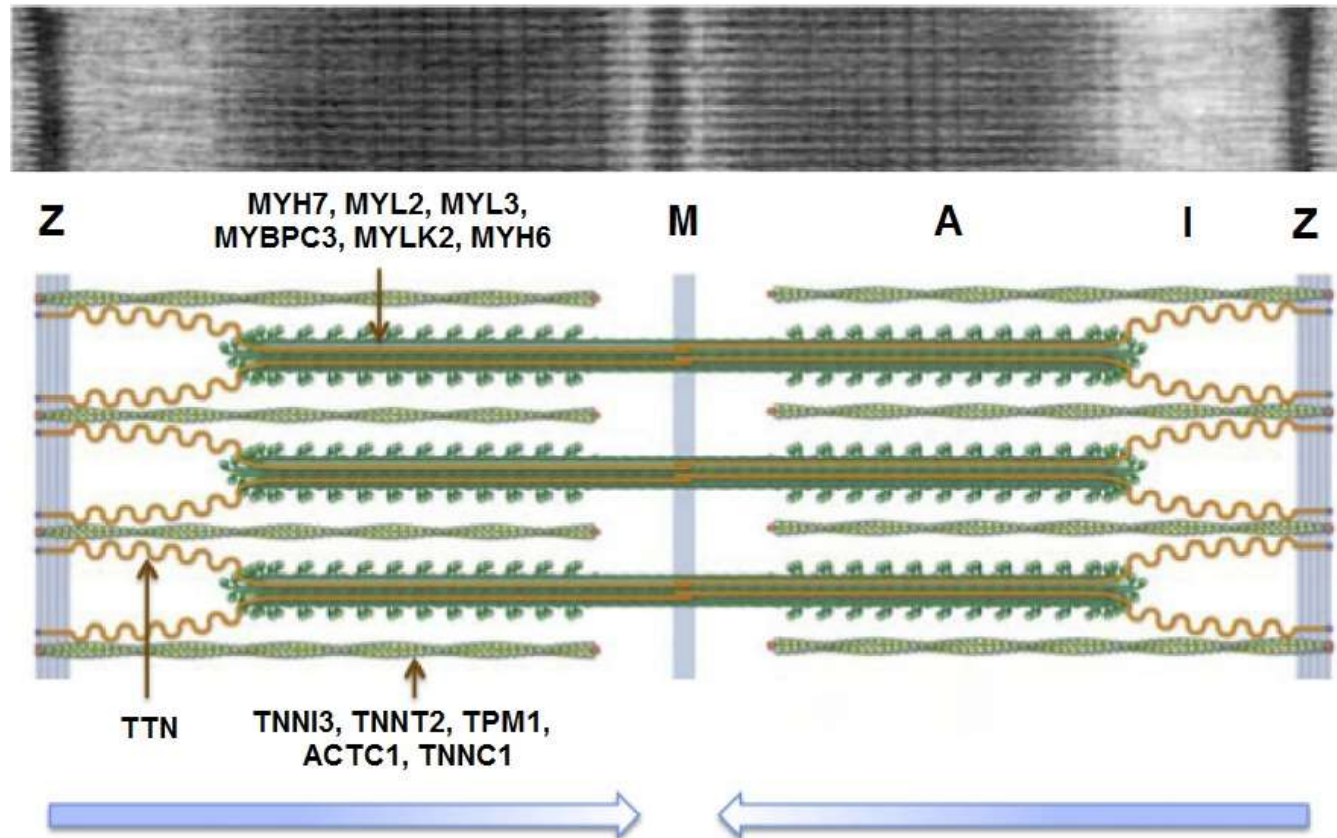 Z
MYH7, MYL2, MYL3,
MYBPC3, MYLK2, MYH6
M
A
I
Z
TTN
TNNI3, TNNT2, TPM1,
ACTC1, TNNC1